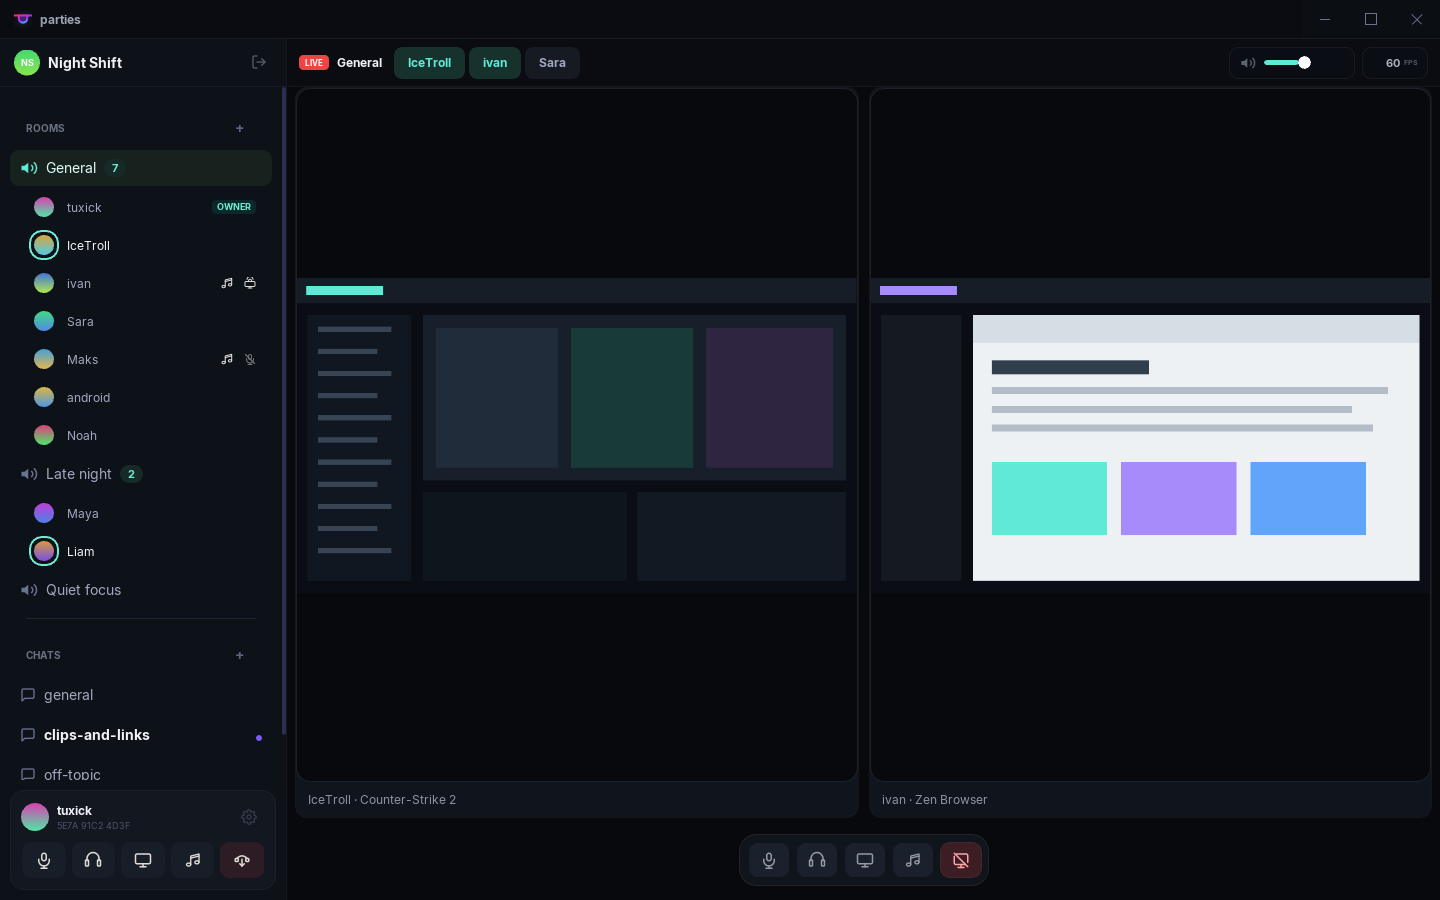 parties
NS Night Shift
LIVE General IceTroll ivan Sara
60 FPS
ROOMS +
General 7
tuxick OWNER
IceTroll
ivan
Sara
Maks
android
Noah
Late night 2
Maya
Liam
Quiet focus
CHATS +
general
clips-and-links
off-topic
tuxick
5E7A 91C2 4D3F
IceTroll · Counter-Strike 2
ivan · Zen Browser